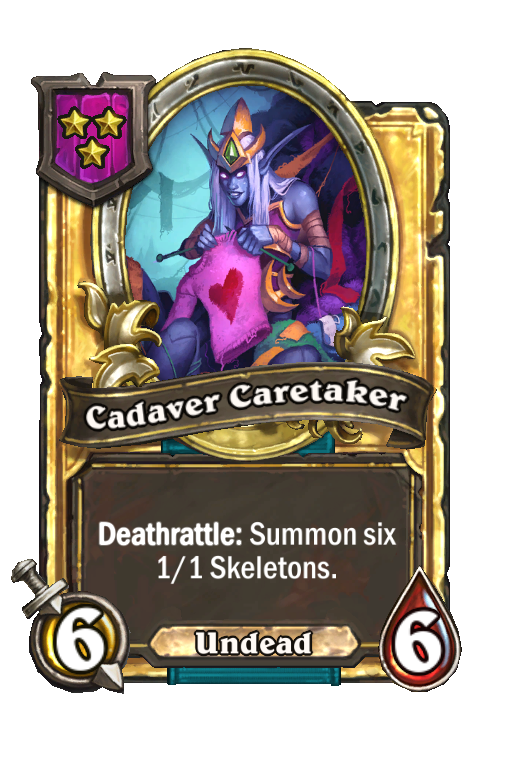 Cadaver Caretaker
Deathrattle: Summon six
1/1 Skeletons.
6
Undead
6